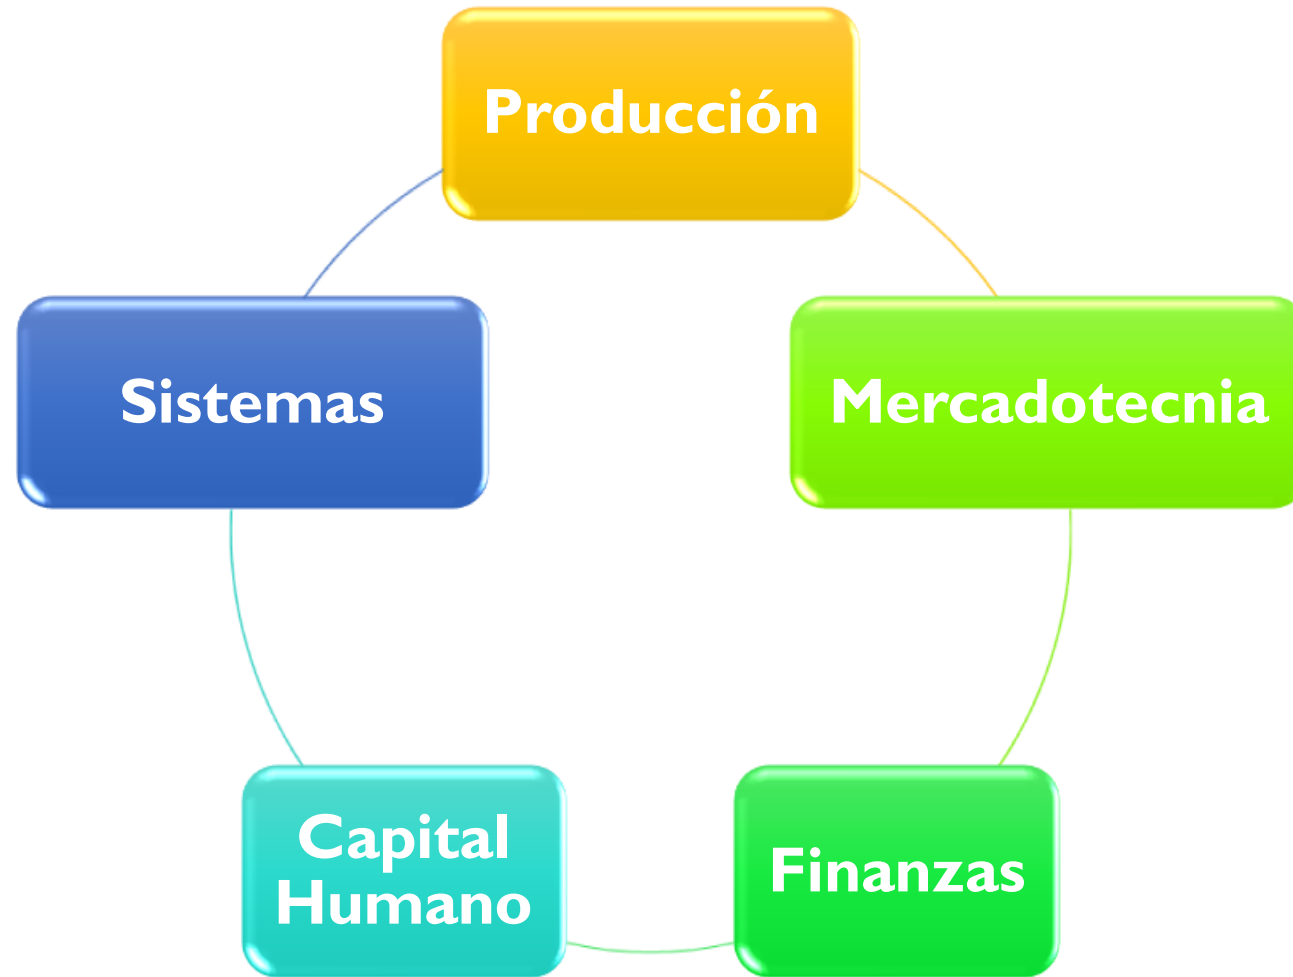 Producción
Sistemas
Mercadotecnia
Capital
Humano
Finanzas